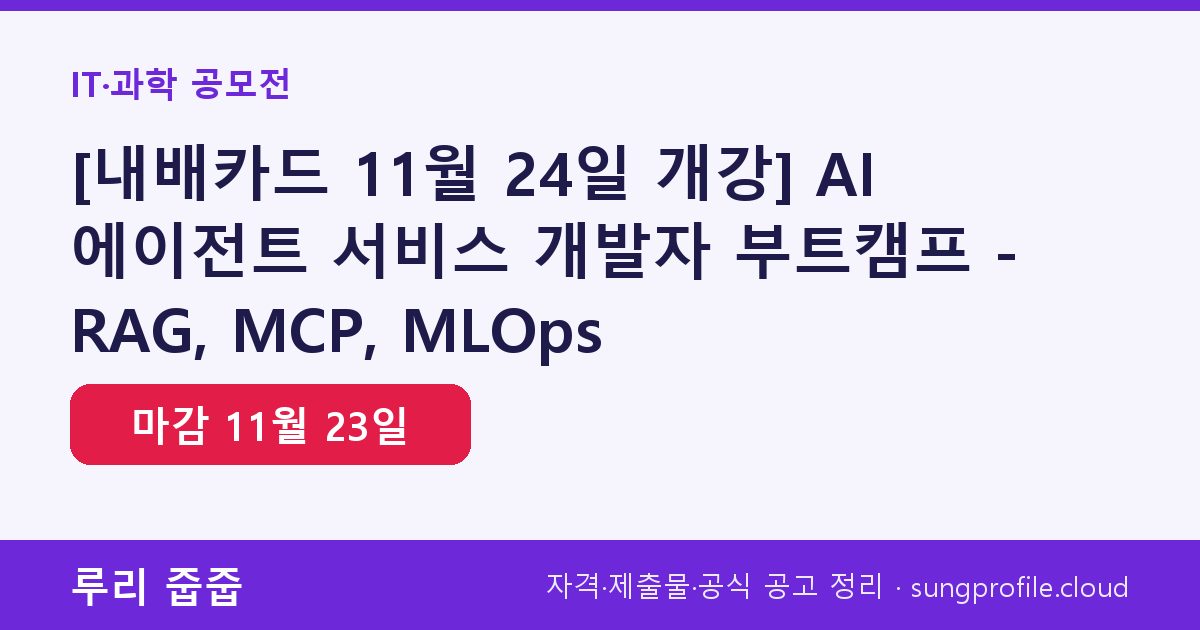 IT·과학 공모전
[내배카드 11월 24일 개강] AI
에이전트 서비스 개발자 부트캠프 -
RAG, MCP, MLOps
마감 11월 23일
루리 줍줍
자격·제출물·공식 공고 정리 · sungprofile.cloud